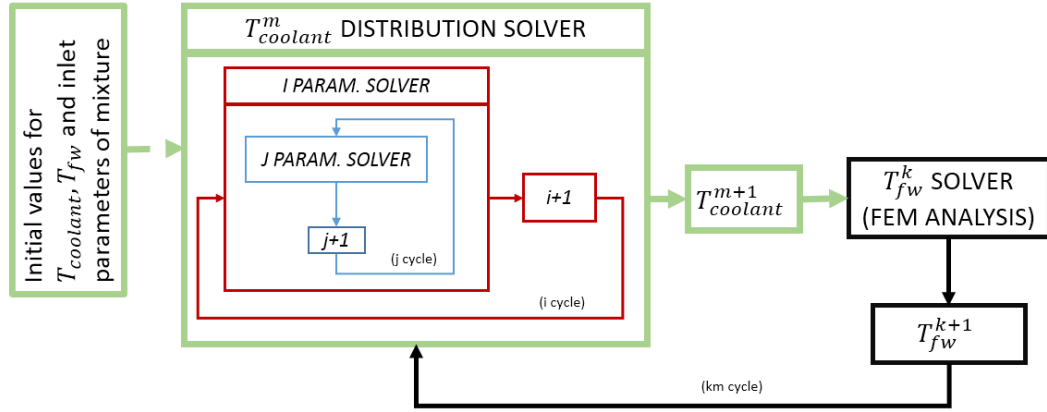 Initial values for
T_coolant, T_fw and inlet
parameters of mixture
T^m_coolant DISTRIBUTION SOLVER
I PARAM. SOLVER
J PARAM. SOLVER
j+1
(j cycle)
i+1
(i cycle)
T^{m+1}_coolant
T^k_fw SOLVER
(FEM ANALYSIS)
T^{k+1}_fw
(km cycle)